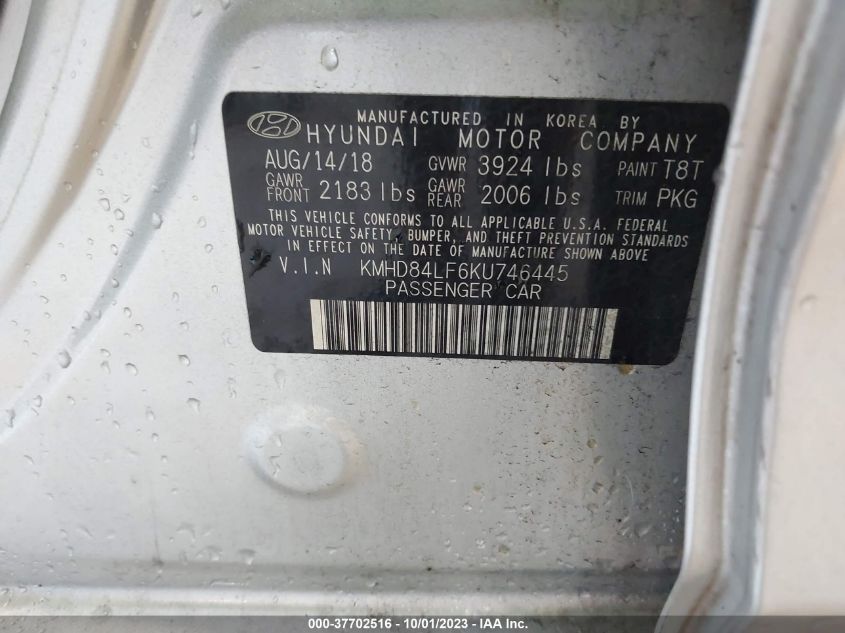 MANUFACTURED IN KOREA BY
HYUNDAI MOTOR COMPANY
AUG/14/18 GVWR 3924 lbs PAINT T8T
GAWR FRONT 2183 lbs GAWR REAR 2006 lbs TRIM PKG
THIS VEHICLE CONFORMS TO ALL APPLICABLE U.S.A. FEDERAL
MOTOR VEHICLE SAFETY, BUMPER, AND THEFT PREVENTION STANDARDS
IN EFFECT ON THE DATE OF MANUFACTURE SHOWN ABOVE.
V.I.N KMHD84LF6KU746445
PASSENGER CAR
000-37702516 - 10/01/2023 - IAAI.COM